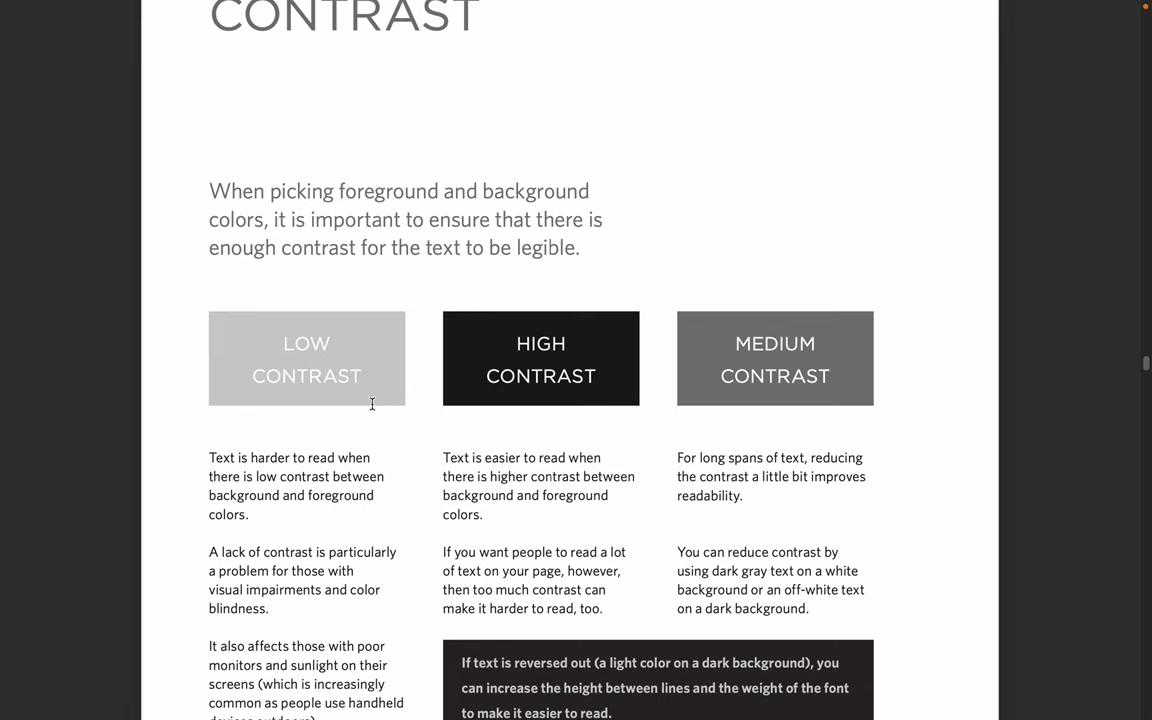 CONTRAST
When picking foreground and background
colors, it is important to ensure that there is
enough contrast for the text to be legible.
LOW
CONTRAST
Text is harder to read when
there is low contrast between
background and foreground
colors.
A lack of contrast is particularly
a problem for those with
visual impairments and color
blindness.
It also affects those with poor
monitors and sunlight on their
screens (which is increasingly
common as people use handheld
devices outdoors).
HIGH
CONTRAST
Text is easier to read when
there is higher contrast between
background and foreground
colors.
If you want people to read a lot
of text on your page, however,
then too much contrast can
make it harder to read, too.
MEDIUM
CONTRAST
For long spans of text, reducing
the contrast a little bit improves
readability.
You can reduce contrast by
using dark gray text on a white
background or an off-white text
on a dark background.
If text is reversed out (a light color on a dark background), you
can increase the height between lines and the weight of the font
to make it easier to read.